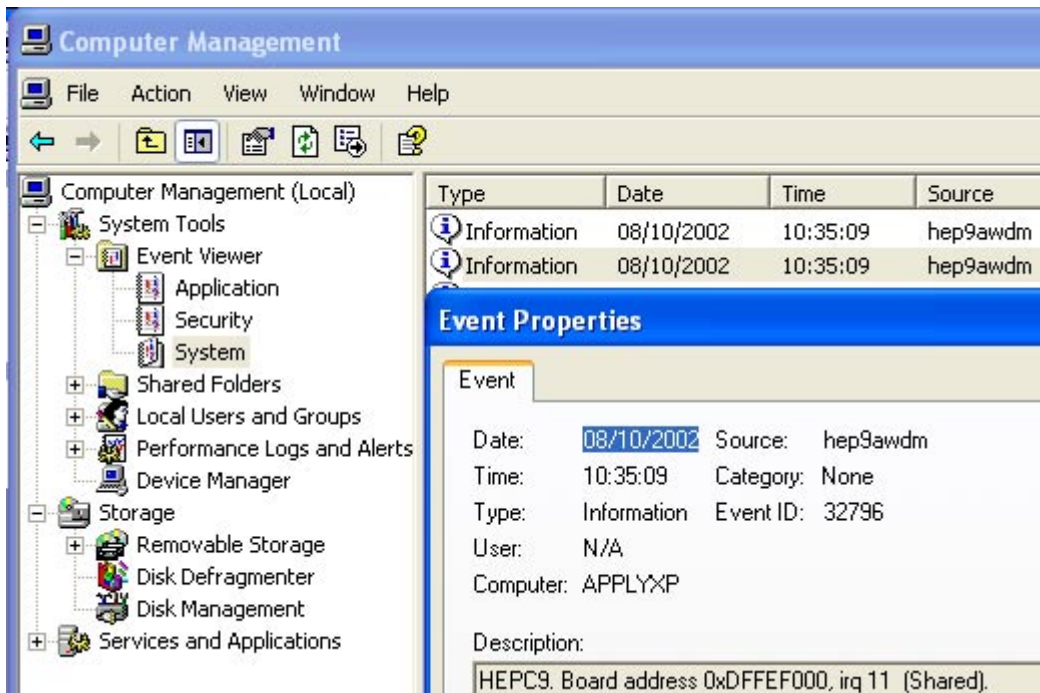 Computer Management
File Action View Window Help
Computer Management (Local)
System Tools
Event Viewer
Application
Security
System
Shared Folders
Local Users and Groups
Performance Logs and Alerts
Device Manager
Storage
Removable Storage
Disk Defragmenter
Disk Management
Services and Applications
Type Date Time Source
Information 08/10/2002 10:35:09 hep9awdm
Information 08/10/2002 10:35:09 hep9awdm
Event Properties
Event
Date: 08/10/2002 Source: hep9awdm
Time: 10:35:09 Category: None
Type: Information Event ID: 32796
User: N/A
Computer: APPLYXP
Description:
HEPC9. Board address 0xDFFEF000, irq 11 (Shared).